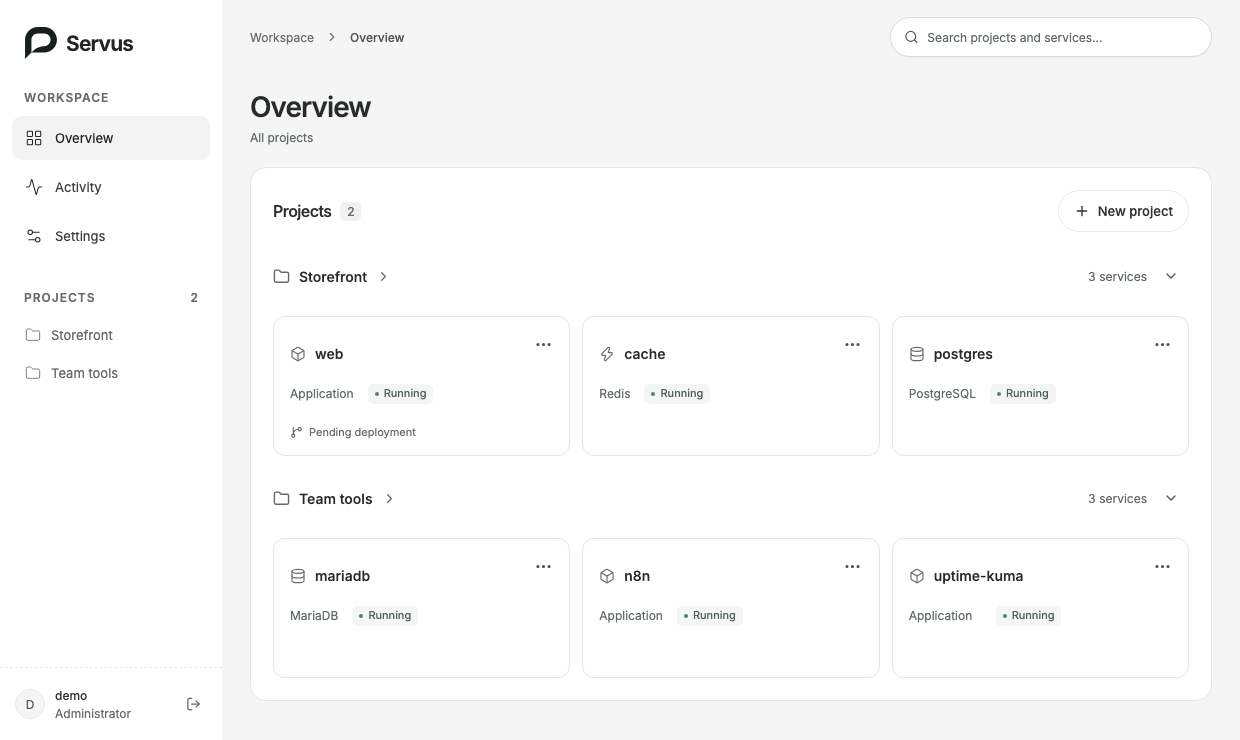 Servus
WORKSPACE
Overview
Activity
Settings
PROJECTS 2
Storefront
Team tools
D
demo
Administrator
Workspace Overview
Search projects and services...
Overview
All projects
Projects 2
New project
Storefront
3 services
web
Application Running
Pending deployment
cache
Redis Running
postgres
PostgreSQL Running
Team tools
3 services
mariadb
MariaDB Running
n8n
Application Running
uptime-kuma
Application Running